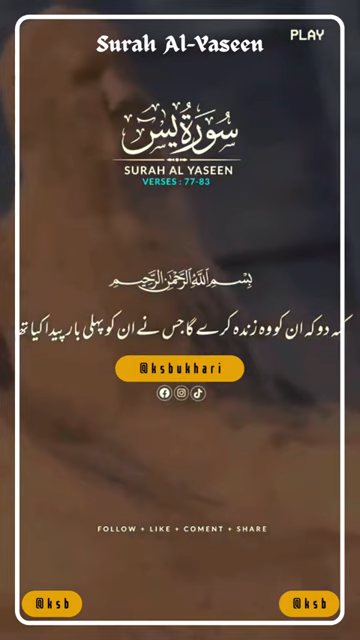 Surah Al-Yaseen
PLAY
سُورَةُ يسٓ
SURAH AL YASEEN
VERSES : 77-83
بِسْمِ اللَّهِ الرَّحْمَٰنِ الرَّحِيمِ
کہہ دو کہ ان کو وہ زندہ کرے گا جس نے ان کو پہلی بار پیدا کیا تھا
@ksbukhari
FOLLOW + LIKE + COMENT + SHARE
@ksb
@ksb